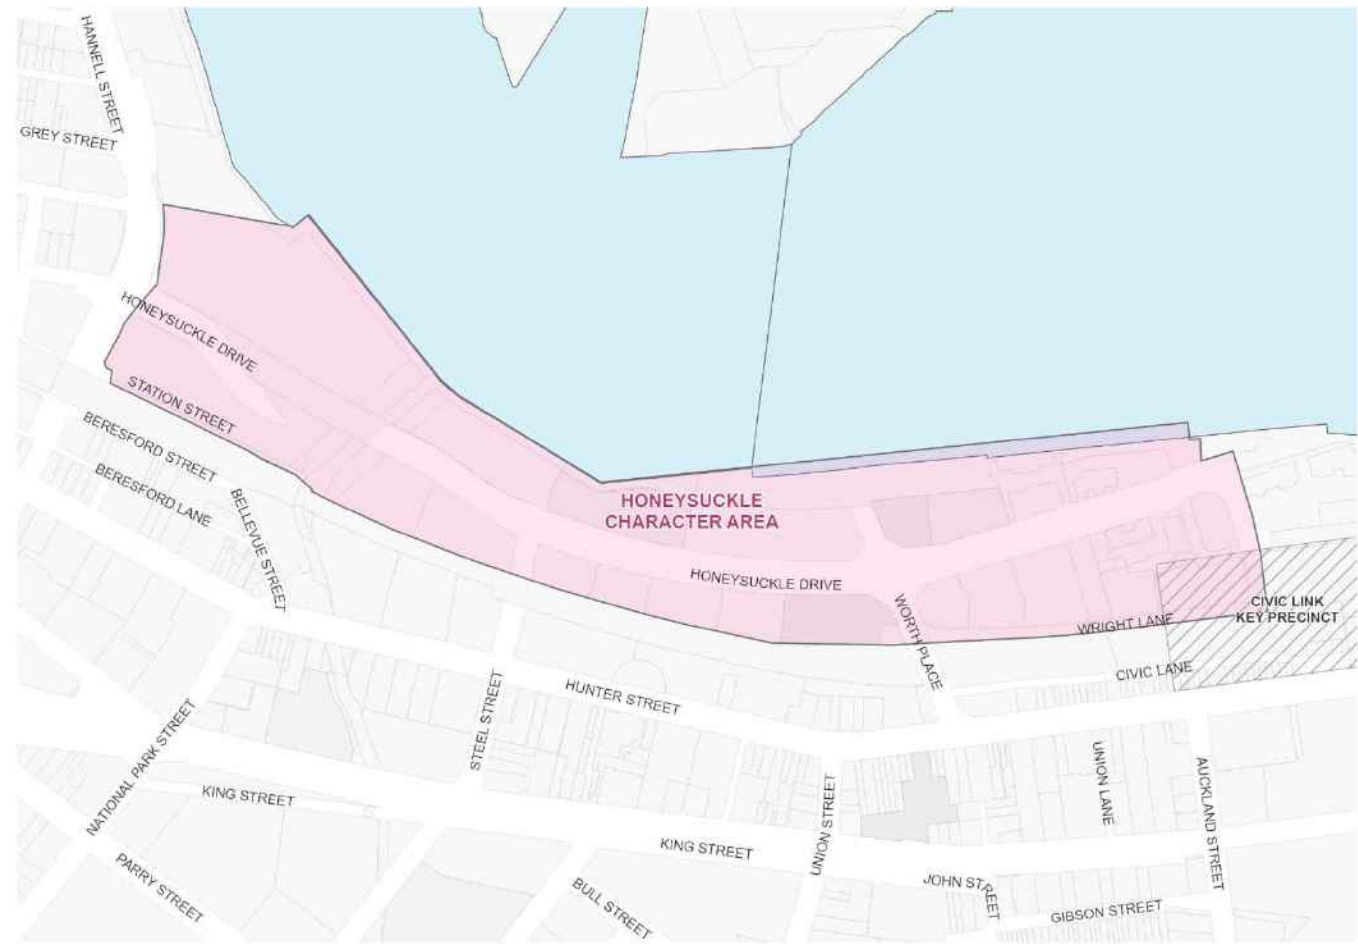 HANNELL STREET
GREY STREET
HONEYSUCKLE DRIVE
STATION STREET
BERESFORD STREET
BERESFORD LANE
BELLEVUE STREET
HONEYSUCKLE
CHARACTER AREA
HONEYSUCKLE DRIVE
WORTH PLACE
WRIGHT LANE
CIVIC LINK
KEY PRECINCT
CIVIC LANE
HUNTER STREET
STEEL STREET
NATIONAL PARK STREET
KING STREET
KING STREET
UNION STREET
UNION LANE
AUCKLAND STREET
PARRY STREET
BULL STREET
JOHN STREET
GIBSON STREET